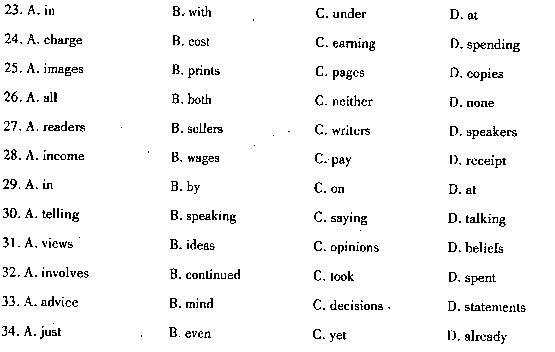 23. A. in B. with C. under D. at
24. A. charge B. cost C. earning D. spending
25. A. images B. prints C. pages D. copies
26. A. all B. both C. neither D. none
27. A. readers B. sellers C. writers D. speakers
28. A. income B. wages C. pay D. receipt
29. A. in B. by C. on D. at
30. A. telling B. speaking C. saying D. talking
31. A. views B. ideas C. opinions D. beliefs
32. A. involves B. continued C. took D. spent
33. A. advice B. mind C. decisions D. statements
34. A. just B. even C. yet D. already